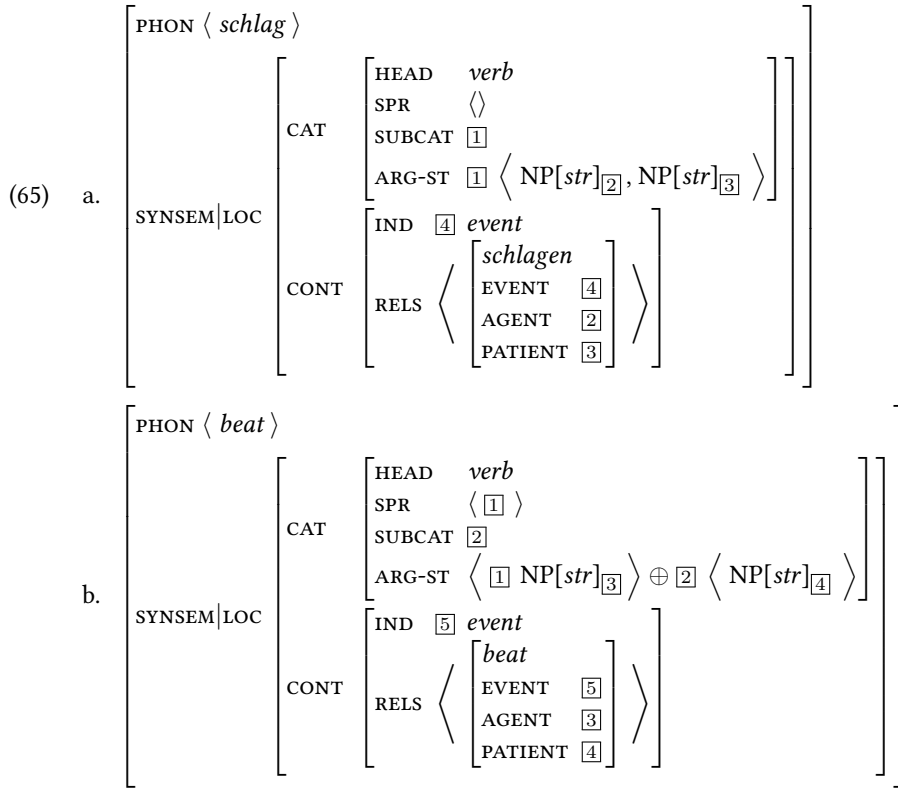 (65) a. PHON ⟨ schlag ⟩
SYNSEM|LOC
CAT
HEAD verb
SPR ⟨⟩
SUBCAT 1
ARG-ST 1 ⟨ NP[str]2 , NP[str]3 ⟩
CONT
IND 4 event
RELS ⟨
schlagen
EVENT 4
AGENT 2
PATIENT 3
⟩
b. PHON ⟨ beat ⟩
SYNSEM|LOC
CAT
HEAD verb
SPR ⟨ 1 ⟩
SUBCAT 2
ARG-ST ⟨ 1 NP[str]3 ⟩ ⊕ 2 ⟨ NP[str]4 ⟩
CONT
IND 5 event
RELS ⟨
beat
EVENT 5
AGENT 3
PATIENT 4
⟩